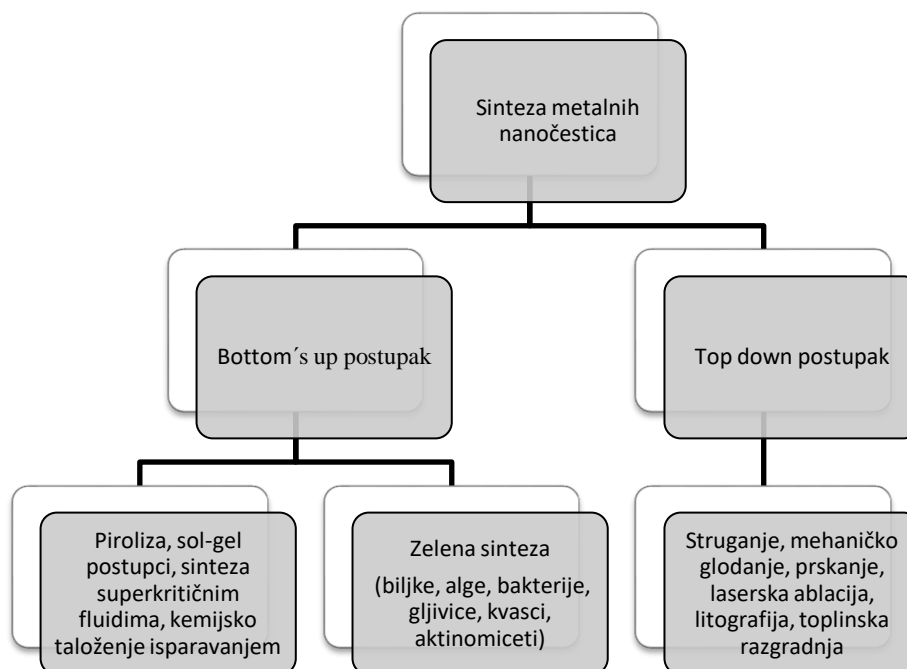 Sinteza metalnih
nanočestica
Bottom´s up postupak
Top down postupak
Piroliza, sol-gel
postupci, sinteza
superkritičnim
fluidima, kemijsko
taloženje isparavanjem
Zelena sinteza
(biljke, alge, bakterije,
gljivice, kvasci,
aktinomiceti)
Struganje, mehaničko
glodanje, prskanje,
laserska ablacija,
litografija, toplinska
razgradnja